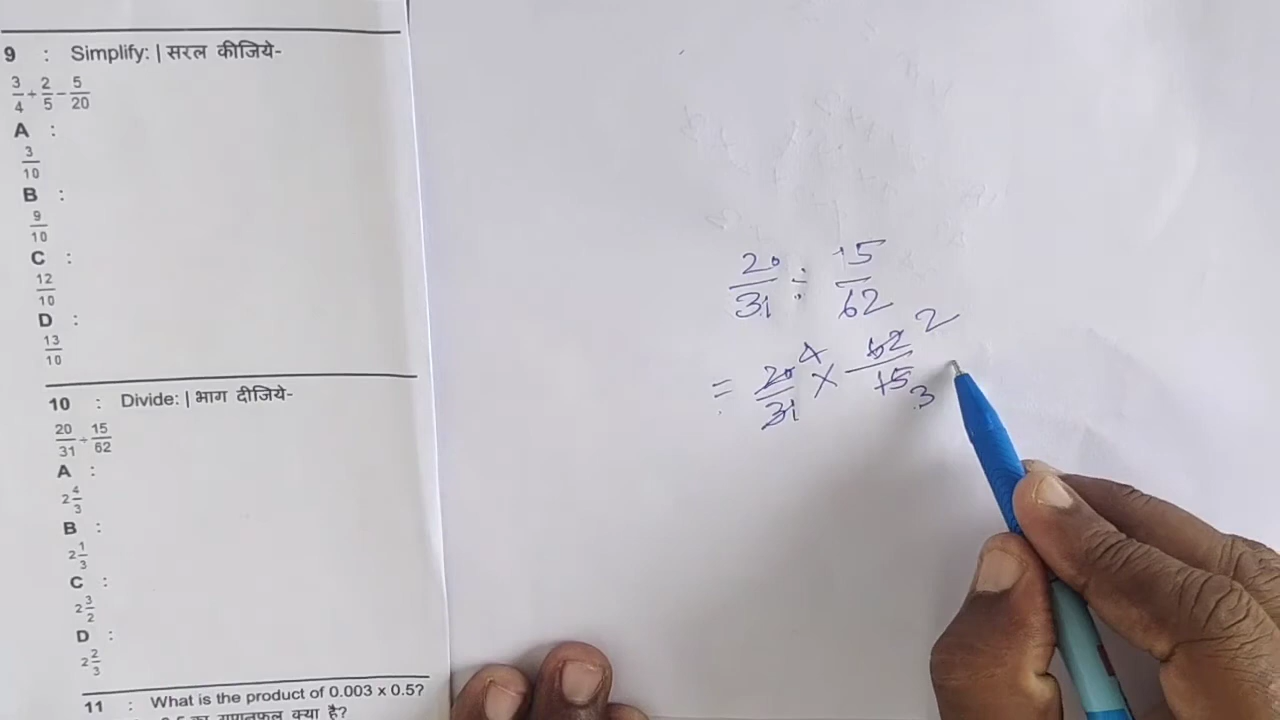 9 : Simplify: | सरल कीजिये-
3/4 + 2/5 − 5/20
A :
3/10
B :
9/10
C :
12/10
D :
13/10
10 : Divide: | भाग दीजिये-
20/31 ÷ 15/62
A :
2 4/3
B :
2 1/3
C :
2 3/2
D :
2 2/3
11 : What is the product of 0.003 x 0.5?
गुणनफल क्या है?
20/31 ÷ 15/62
= 20/31 4 × 62/15 2 3